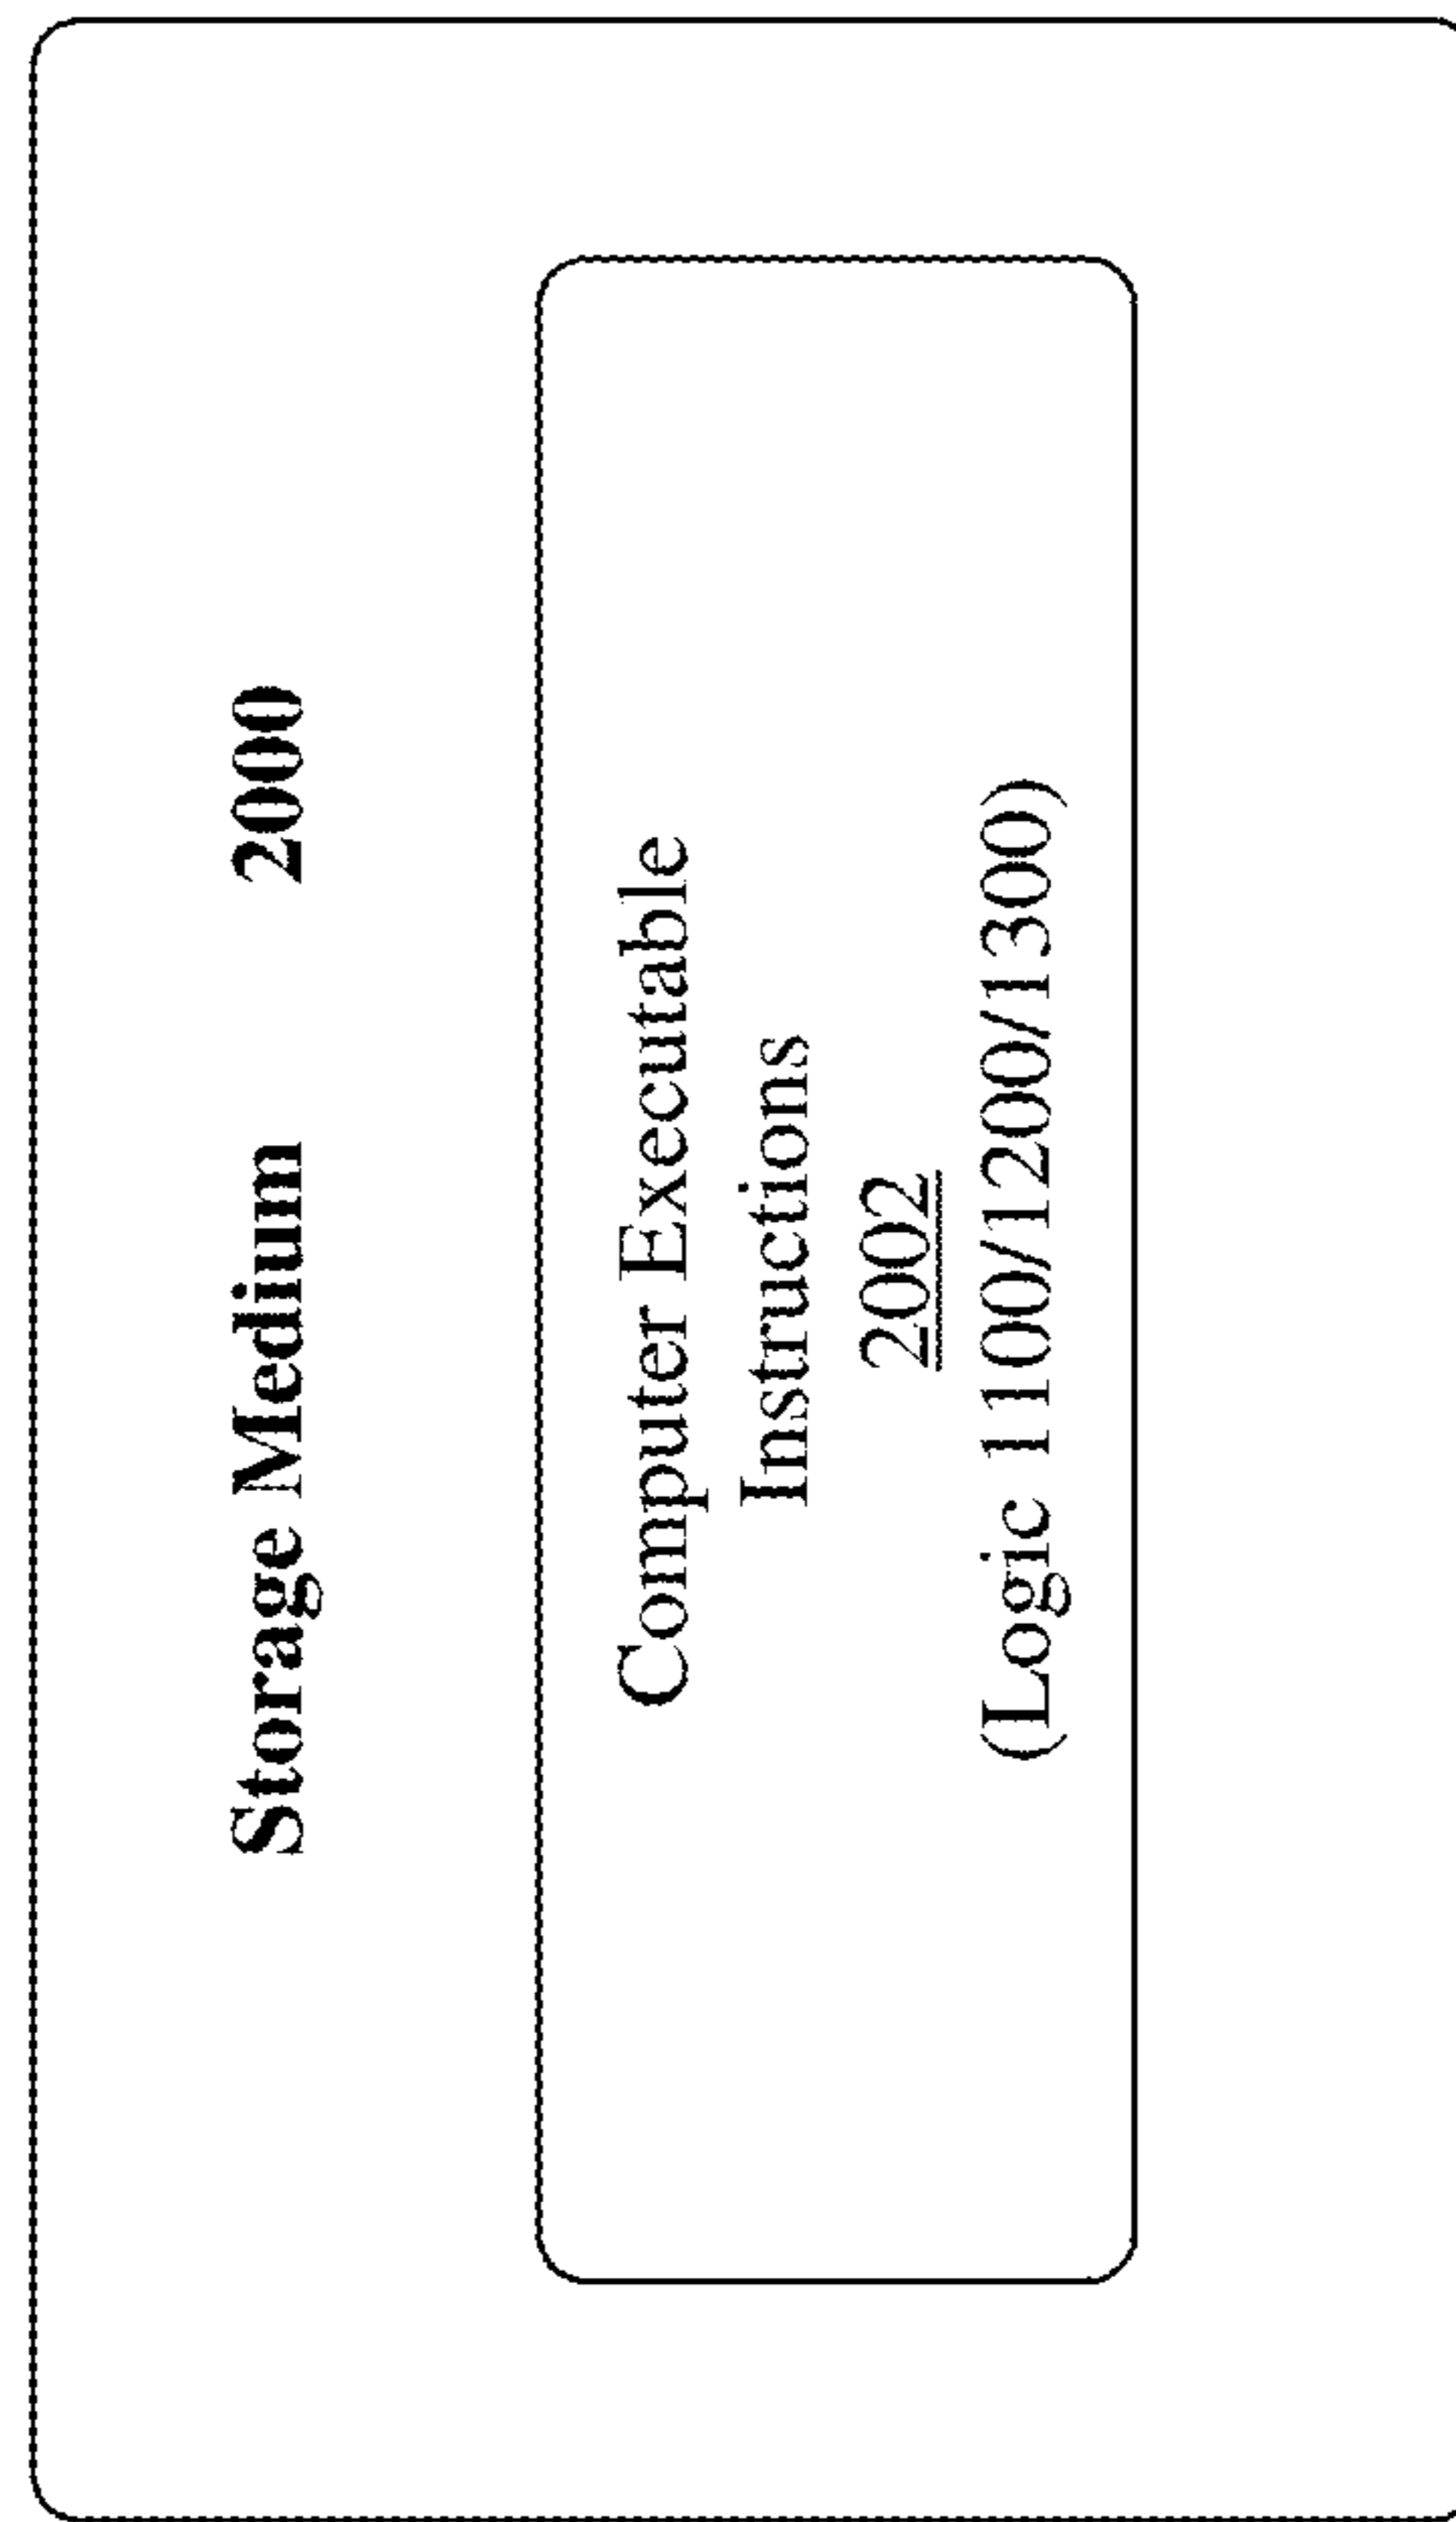 Storage Medium 2000
Computer Executable
Instructions
2002
(Logic 1100/1200/1300)